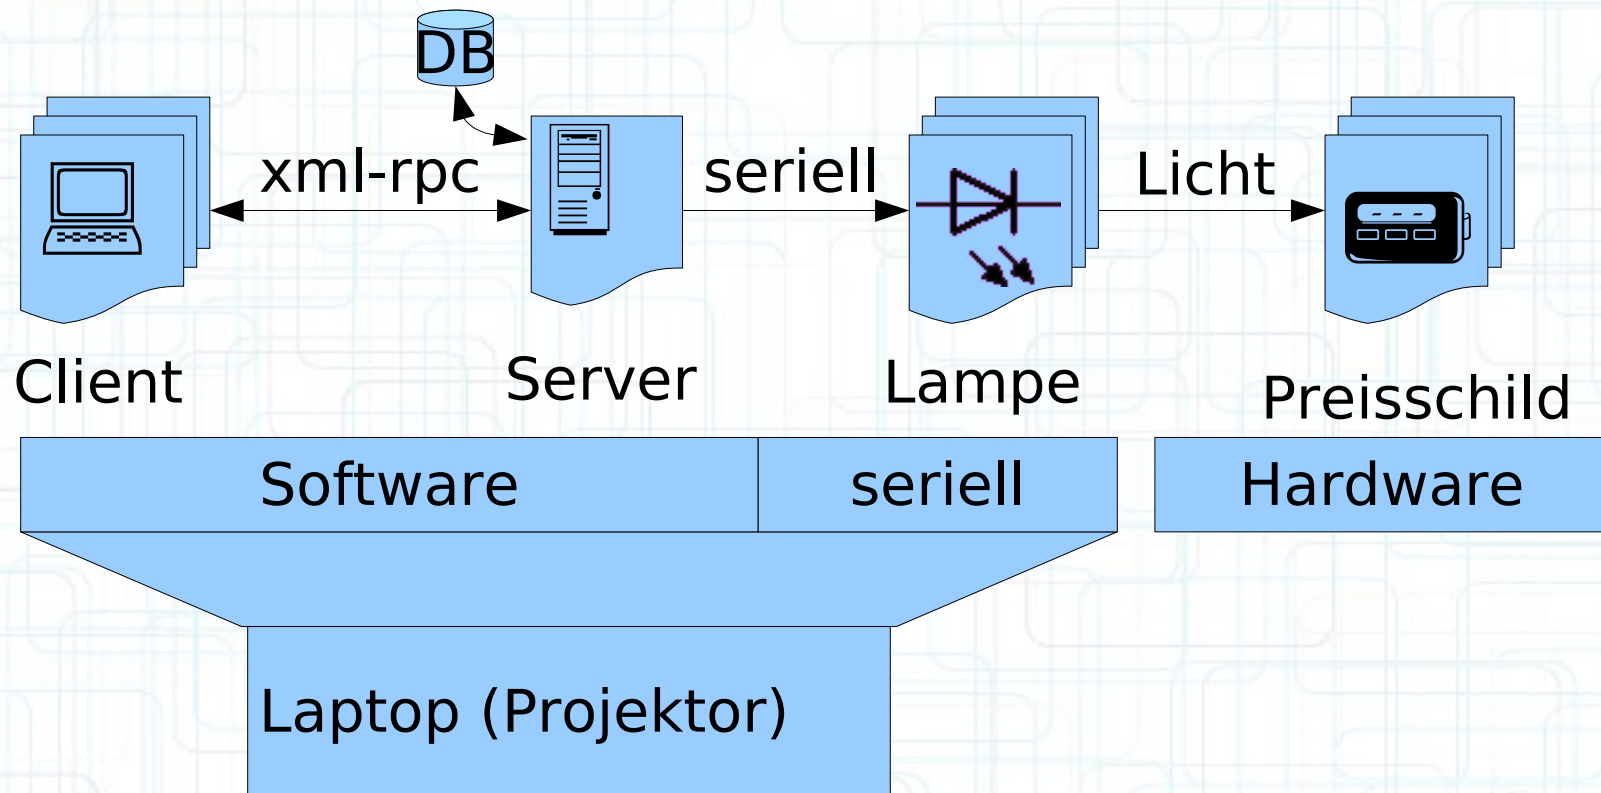 DB
xml-rpc
seriell
Licht
Client
Server
Lampe
Preisschild
Software
seriell
Hardware
Laptop (Projektor)